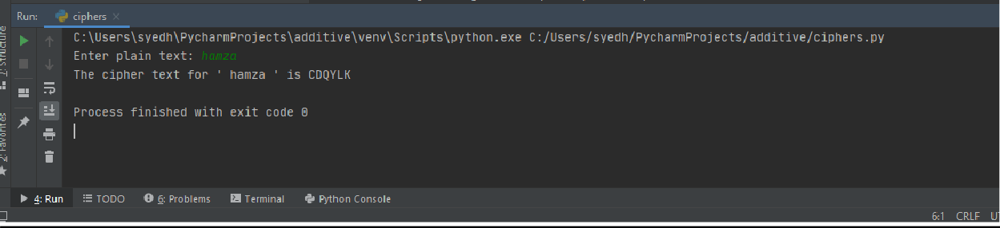 Run: ciphers
C:\Users\syedh\PycharmProjects\additive\venv\Scripts\python.exe C:/Users/syedh/PycharmProjects/additive/ciphers.py
Enter plain text: hamza
The cipher text for ' hamza ' is CDQYLK
Process finished with exit code 0
Structure
2: Favorites
4: Run TODO 6: Problems Terminal Python Console
6:1 CRLF